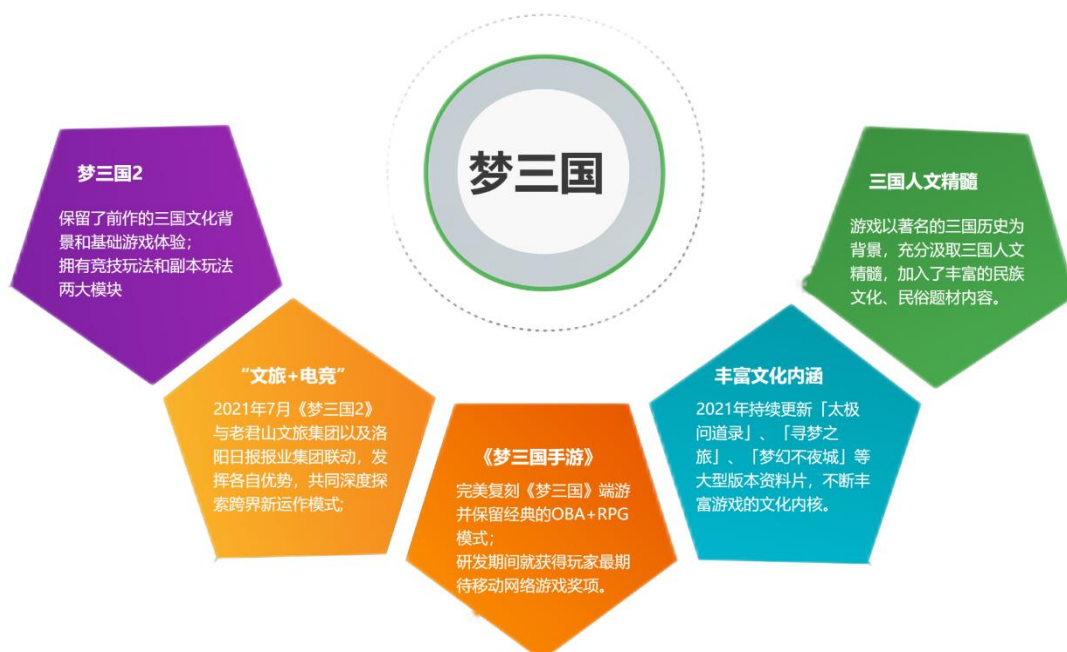 梦三国
梦三国2
保留了前作的三国文化背
景和基础游戏体验；
拥有竞技玩法和副本玩法
两大模块
“文旅+电竞”
2021年7月《梦三国2》
与老君山文旅集团以及洛
阳日报报业集团联动，发
挥各自优势，共同深度探
索跨界新运作模式;
《梦三国手游》
完美复刻《梦三国》端游
并保留经典的OBA+RPG
模式；
研发期间就获得玩家最期
待移动网络游戏奖项。
丰富文化内涵
2021年持续更新「太极
问道录」、「寻梦之
旅」、「梦幻不夜城」等
大型版本资料片，不断丰
富游戏的文化内核。
三国人文精髓
游戏以著名的三国历史为
背景，充分汲取三国人文
精髓，加入了丰富的民族
文化、民俗题材内容。